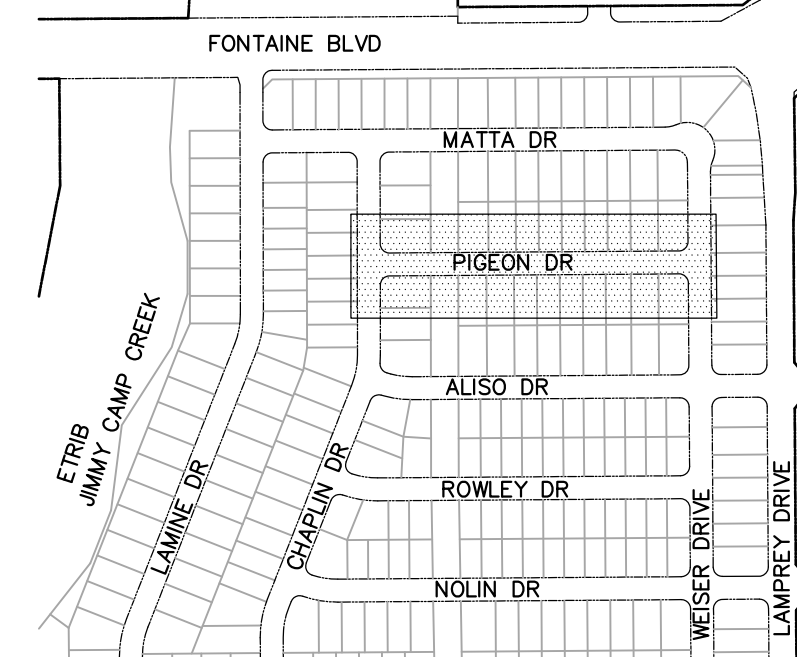 FONTAINE BLVD
MATTA DR
PIGEON DR
ETRIB
JIMMY CAMP CREEK
ALISO DR
LAMINE DR
CHAPLIN DR
ROWLEY DR
WEISER DRIVE
LAMPREY DRIVE
NOLIN DR